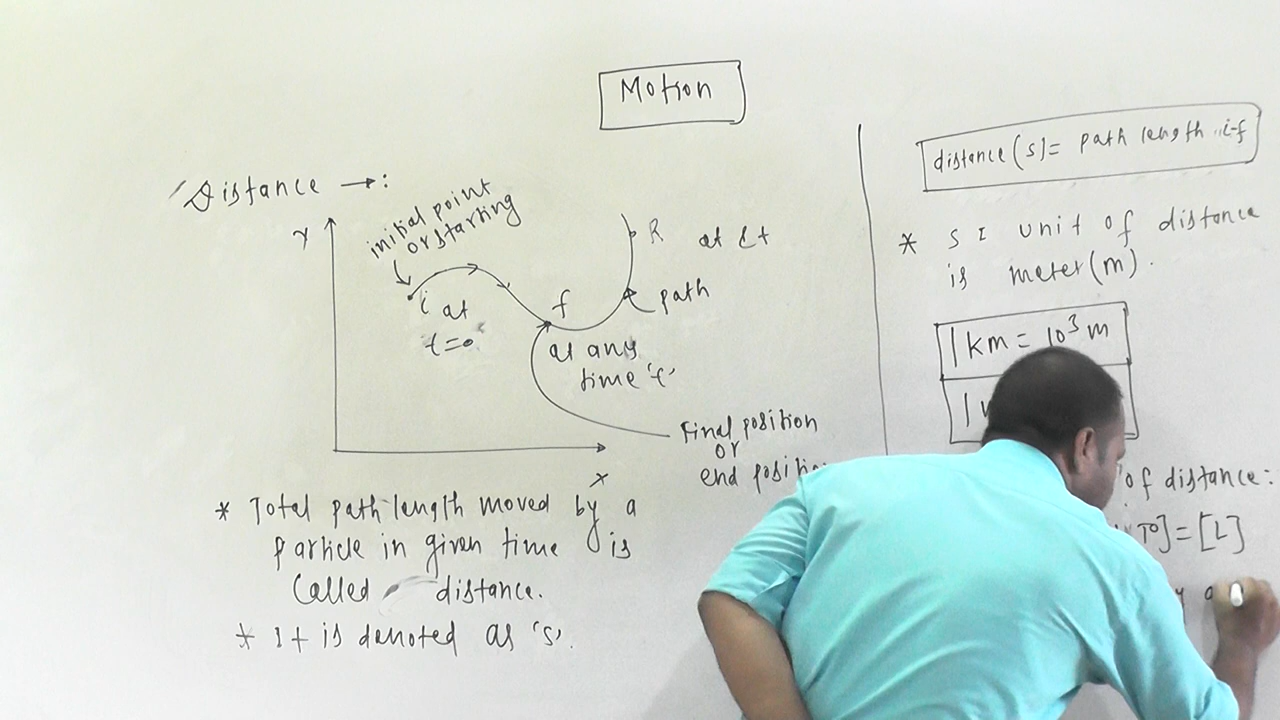 Motion
Distance →:
Y
initial point
or starting
i at
t=0
f
at any
time 't'
R
path
Final position
or
end
X
* Total path length moved by a
particle in given time is
Called distance.
* It is denoted as 's'.
distance (s) = path length i-f
* SI unit of distance
is meter(m).
1 km = 10³ m
1
of distance:
T⁰] = [L]